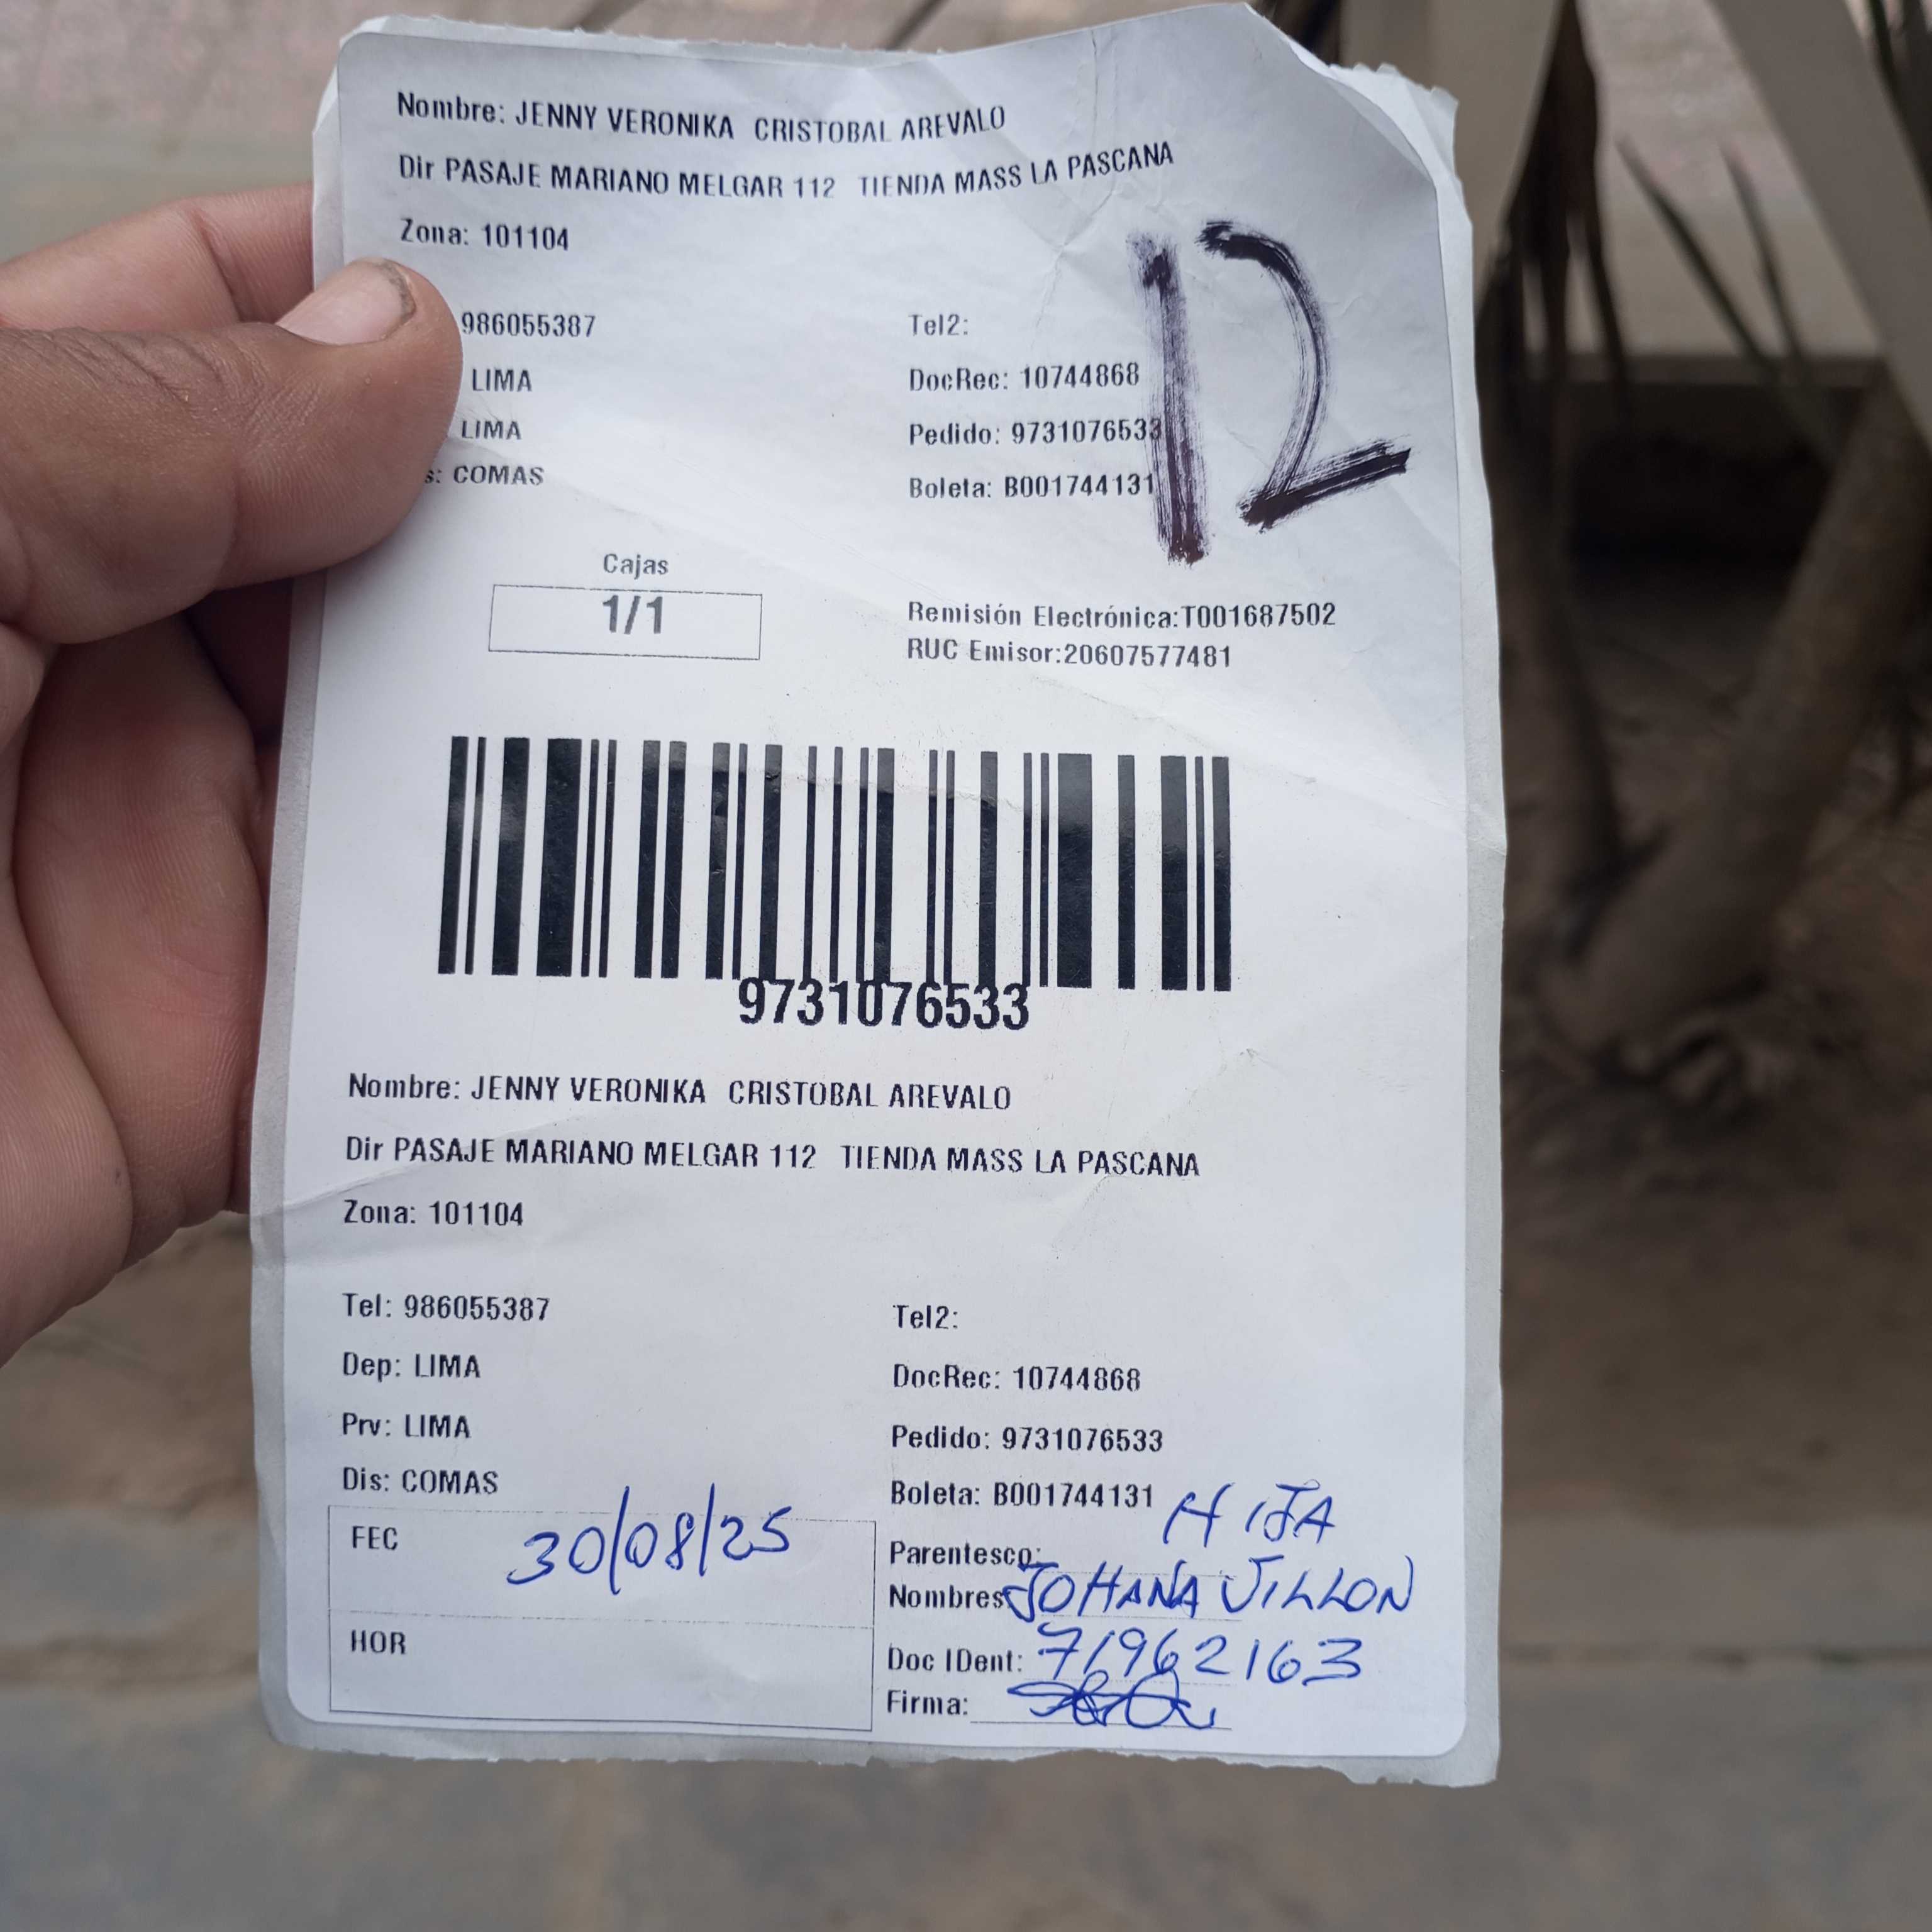 Nombre: JENNY VERONIKA CRISTOBAL AREVALO
Dir PASAJE MARIANO MELGAR 112 TIENDA MASS LA PASCANA
Zona: 101104
12
986055387 Tel2:
LIMA DocRec: 10744868
LIMA Pedido: 9731076533
s: COMAS Boleta: B001744131
Cajas
1/1
Remisión Electrónica:T001687502
RUC Emisor:20607577481
9731076533
Nombre: JENNY VERONIKA CRISTOBAL AREVALO
Dir PASAJE MARIANO MELGAR 112 TIENDA MASS LA PASCANA
Zona: 101104
Tel: 986055387 Tel2:
Dep: LIMA DocRec: 10744868
Prv: LIMA Pedido: 9731076533
Dis: COMAS Boleta: B001744131
FEC 30/08/25
HOR
Parentesco: HIJA
Nombres JOHANA VILLON
Doc IDent: 71962163
Firma: